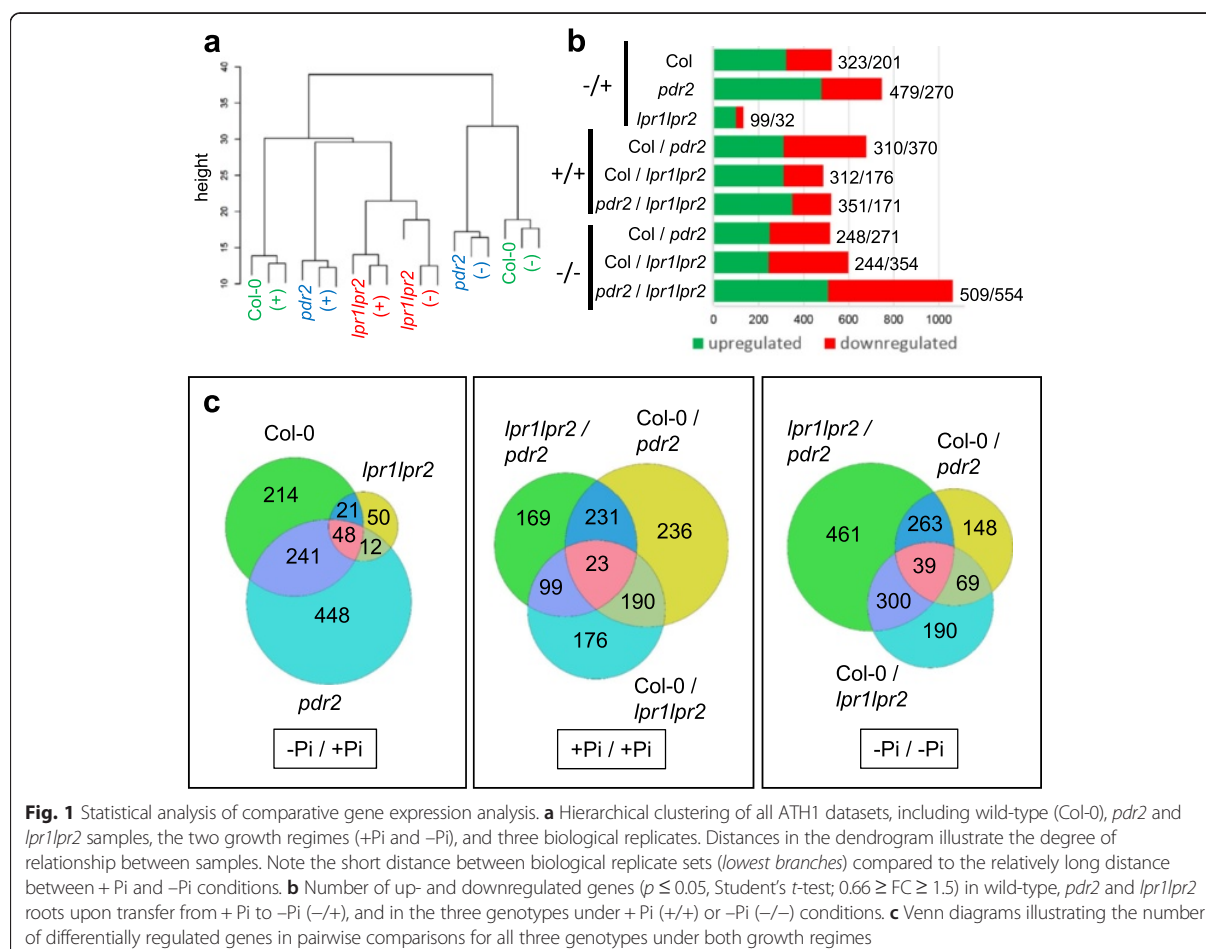 a
height
40
35
30
25
20
15
10
Col-0 (+)
pdr2 (+)
lpr1lpr2 (+)
lpr1lpr2 (-)
pdr2 (-)
Col-0 (-)
b
-/+
Col 323/201
pdr2 479/270
lpr1lpr2 99/32
+/+
Col / pdr2 310/370
Col / lpr1lpr2 312/176
pdr2 / lpr1lpr2 351/171
-/-
Col / pdr2 248/271
Col / lpr1lpr2 244/354
pdr2 / lpr1lpr2 509/554
0 200 400 600 800 1000
upregulated downregulated
c
Col-0
lpr1lpr2
214
21
50
48
12
241
448
pdr2
-Pi / +Pi
lpr1lpr2 /
pdr2
Col-0 /
pdr2
169
231
236
23
99
190
176
Col-0 /
lpr1lpr2
+Pi / +Pi
lpr1lpr2 /
pdr2
Col-0 /
pdr2
461
263
148
39
69
300
190
Col-0 /
lpr1lpr2
-Pi / -Pi
Fig. 1 Statistical analysis of comparative gene expression analysis. a Hierarchical clustering of all ATH1 datasets, including wild-type (Col-0), pdr2 and
lpr1lpr2 samples, the two growth regimes (+Pi and –Pi), and three biological replicates. Distances in the dendrogram illustrate the degree of
relationship between samples. Note the short distance between biological replicate sets (lowest branches) compared to the relatively long distance
between + Pi and –Pi conditions. b Number of up- and downregulated genes (p ≤ 0.05, Student's t-test; 0.66 ≥ FC ≥ 1.5) in wild-type, pdr2 and lpr1lpr2
roots upon transfer from + Pi to –Pi (−/+), and in the three genotypes under + Pi (+/+) or –Pi (−/−) conditions. c Venn diagrams illustrating the number
of differentially regulated genes in pairwise comparisons for all three genotypes under both growth regimes